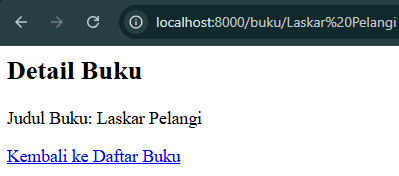 localhost:8000/buku/Laskar%20Pelangi
Detail Buku
Judul Buku: Laskar Pelangi
Kembali ke Daftar Buku